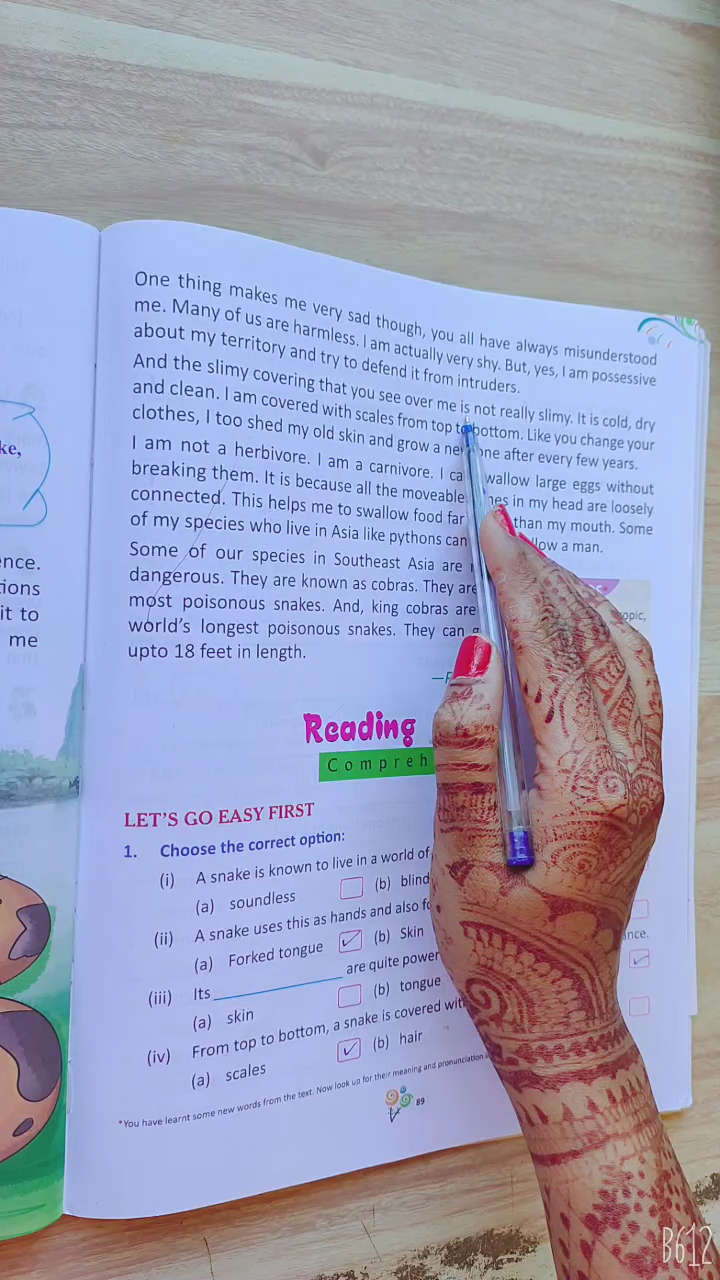 One thing makes me very sad though, you all have always misunderstood
me. Many of us are harmless. I am actually very shy. But, yes, I am possessive
about my territory and try to defend it from intruders.
And the slimy covering that you see over me is not really slimy. It is cold, dry
and clean. I am covered with scales from top to bottom. Like you change your
clothes, I too shed my old skin and grow a new one after every few years.
I am not a herbivore. I am a carnivore. I can swallow large eggs without
breaking them. It is because all the moveable in my head are loosely
connected. This helps me to swallow food far than my mouth. Some
of my species who live in Asia like pythons can a man.
Some of our species in Southeast Asia are
dangerous. They are known as cobras. They are
most poisonous snakes. And, king cobras are
world's longest poisonous snakes. They can
upto 18 feet in length.
ke,
ence.
tions
it to
me
opic,
Reading
Compreh
LET'S GO EASY FIRST
1. Choose the correct option:
(i) A snake is known to live in a world of
(a) soundless (b) blind
(ii) A snake uses this as hands and also
(a) Forked tongue (b) Skin
ance.
(iii) Its ____________ are quite power
(a) skin (b) tongue
(iv) From top to bottom, a snake is covered
(a) scales (b) hair
*You have learnt some new words from the text. Now look up for their meaning and pronunciation
89
B612